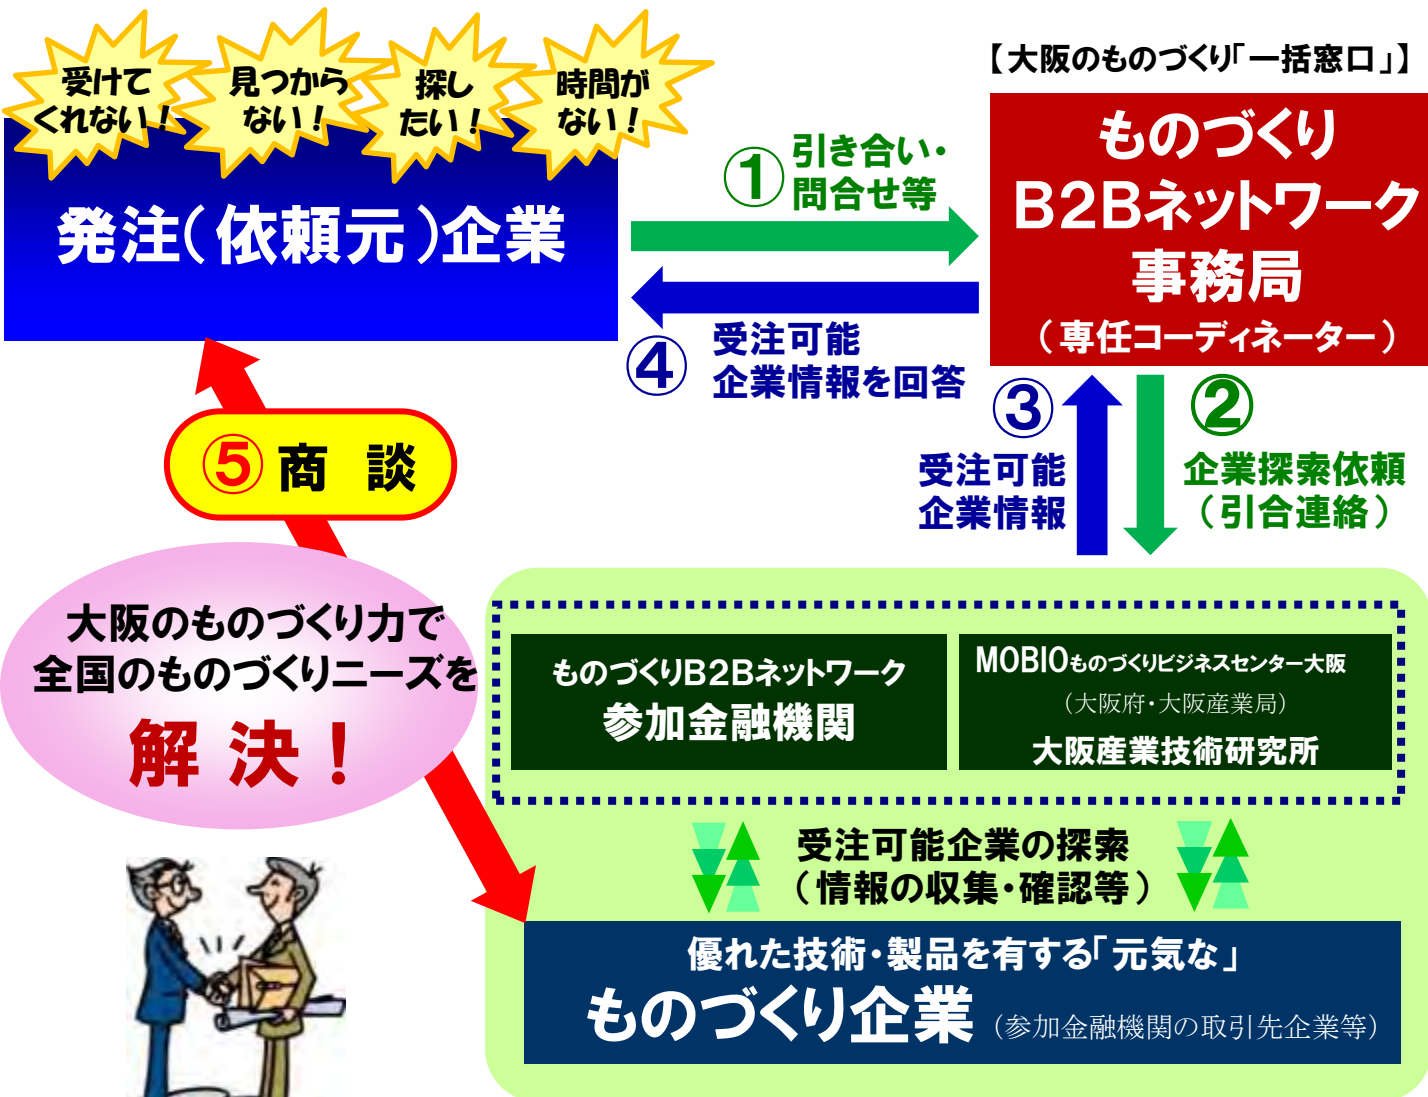 受けて
くれない！
見つから
ない！
探し
たい！
時間が
ない！
発注（依頼元）企業
①引き合い・
問合せ等
【大阪のものづくり「一括窓口」】
ものづくり
B2Bネットワーク
事務局
（専任コーディネーター）
④ 受注可能
企業情報を回答
③
受注可能
企業情報
②
企業探索依頼
（引合連絡）
⑤商　談
大阪のものづくり力で
全国のものづくりニーズを
解 決！
ものづくりB2Bネットワーク
参加金融機関
MOBIOものづくりビジネスセンター大阪
（大阪府・大阪産業局）
大阪産業技術研究所
受注可能企業の探索
（情報の収集・確認等）
優れた技術・製品を有する「元気な」
ものづくり企業（参加金融機関の取引先企業等）